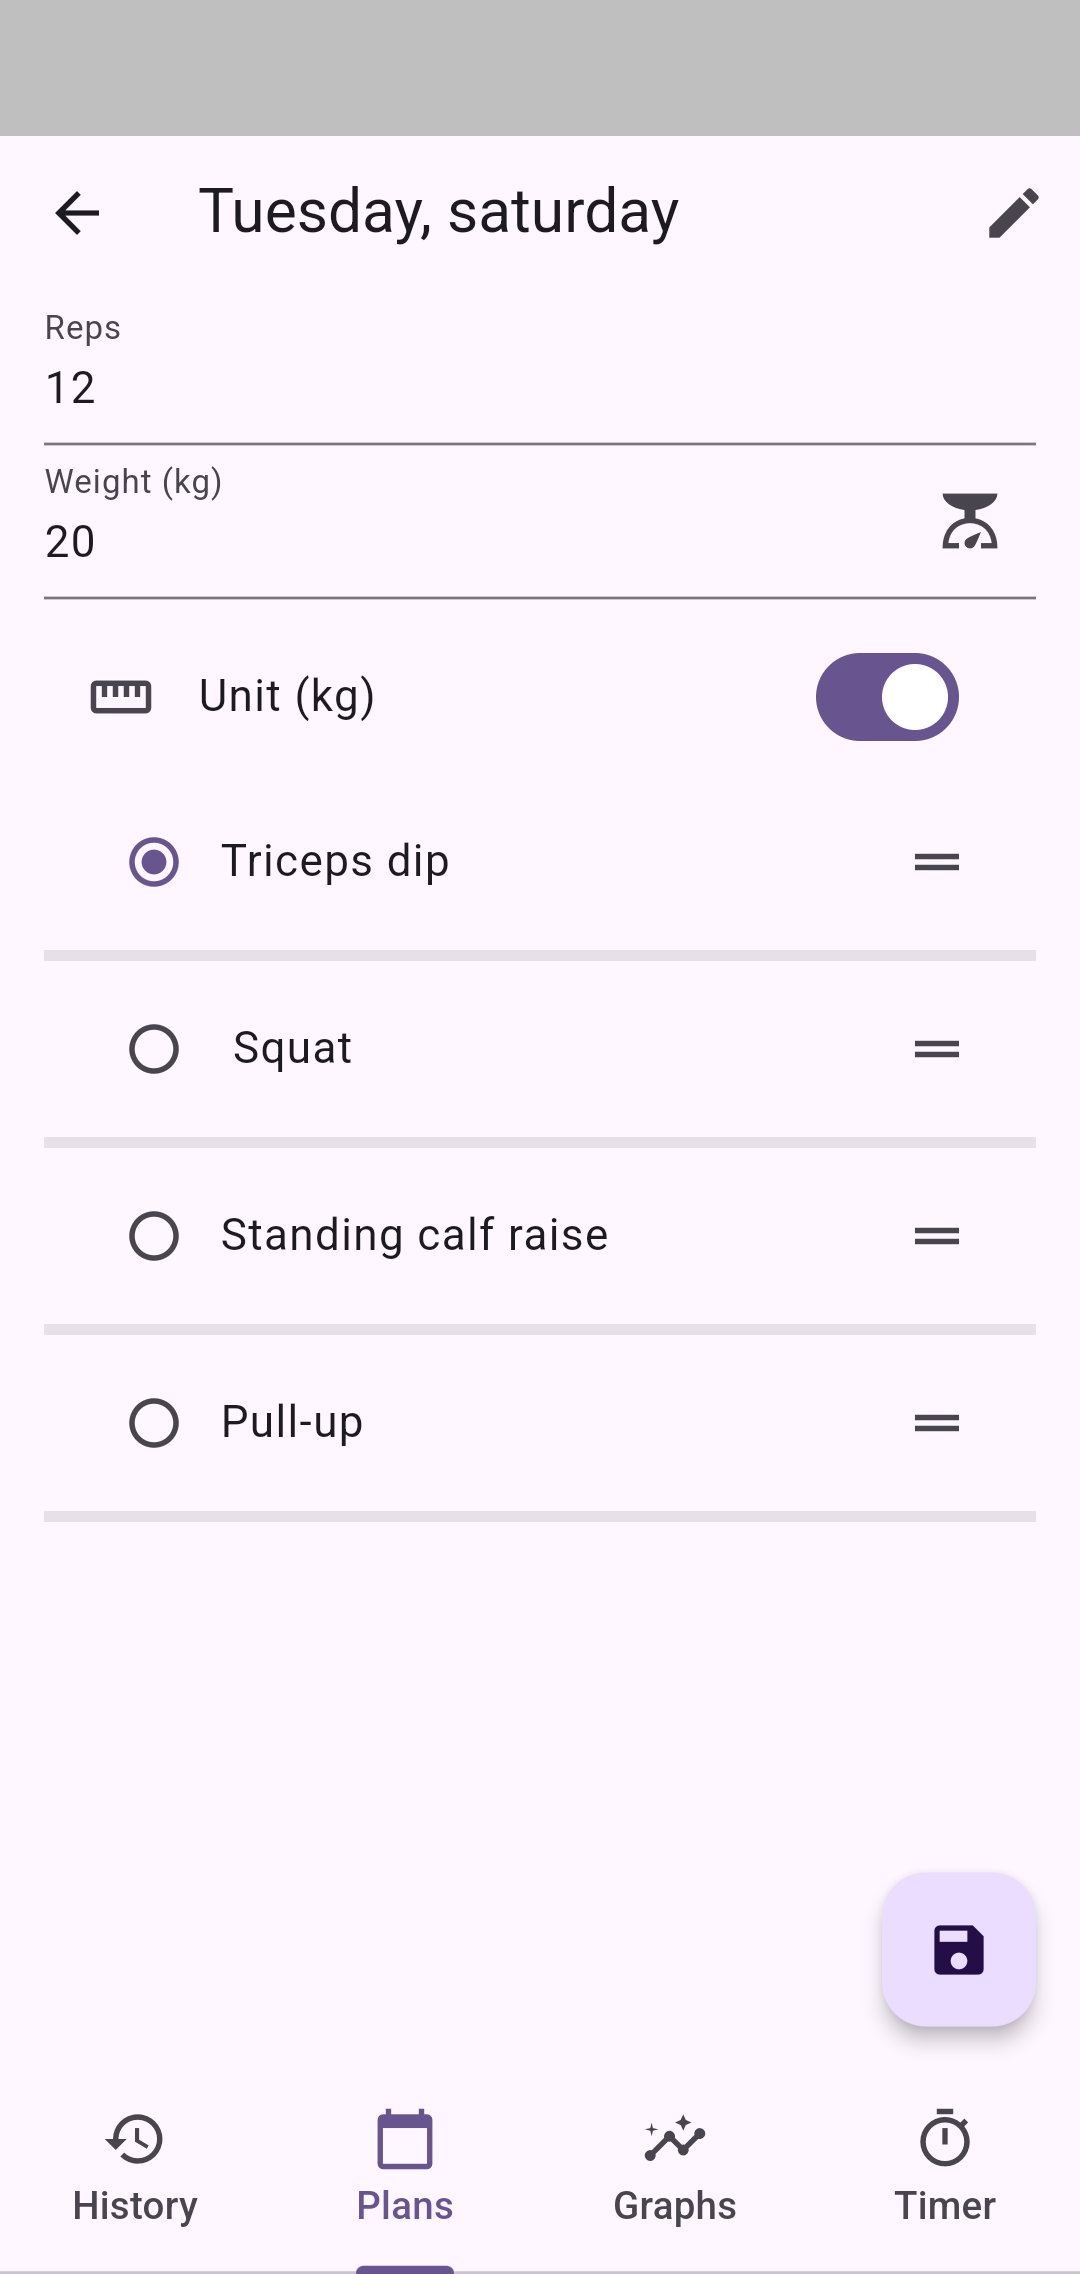 Tuesday, saturday
Reps
12
Weight (kg)
20
Unit (kg)
Triceps dip
Squat
Standing calf raise
Pull-up
History
Plans
Graphs
Timer